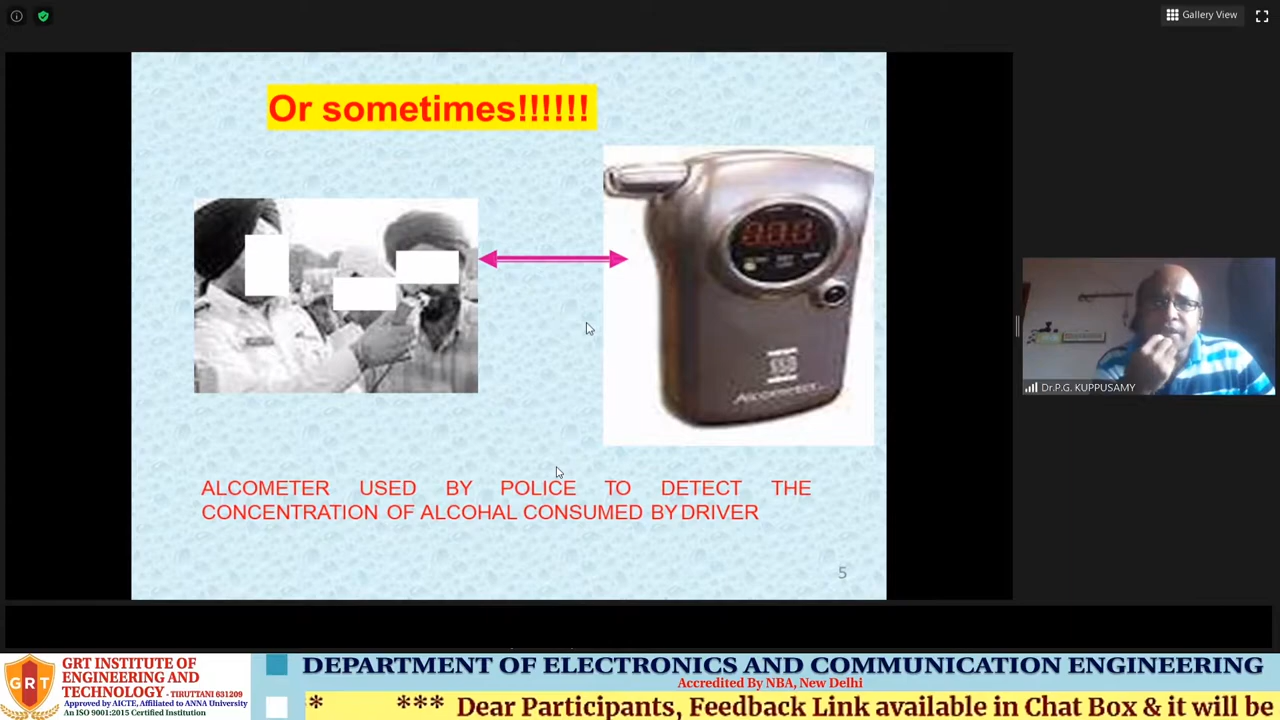 Gallery View
Or sometimes!!!!!!
Alcometer
ALCOMETER USED BY POLICE TO DETECT THE
CONCENTRATION OF ALCOHAL CONSUMED BY DRIVER
5
Dr.P.G. KUPPUSAMY
GRT
GRT INSTITUTE OF
ENGINEERING AND
TECHNOLOGY - TIRUTTANI 631209
Approved by AICTE, Affiliated to ANNA University
An ISO 9001:2015 Certified Institution
DEPARTMENT OF ELECTRONICS AND COMMUNICATION ENGINEERING
Accredited By NBA, New Delhi
* *** Dear Participants, Feedback Link available in Chat Box & it will be